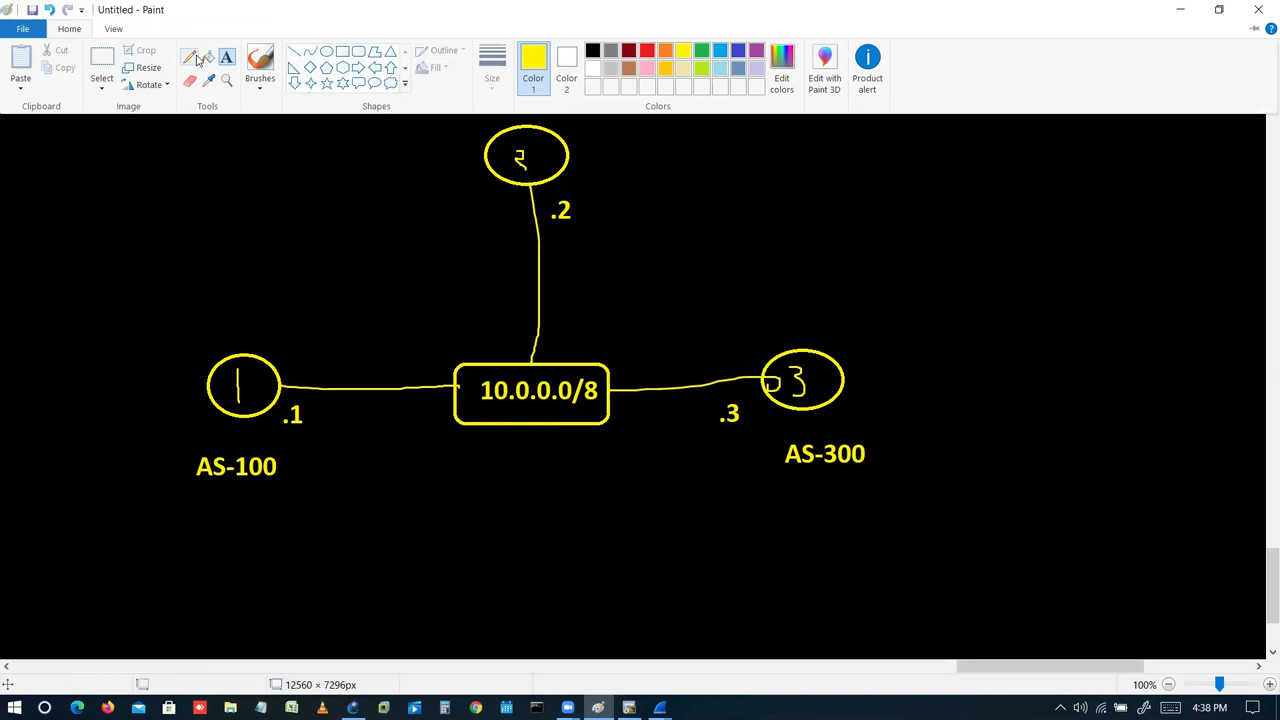 Untitled - Paint
File
Home
View
Paste
Cut
Copy
Clipboard
Select
Crop
Resize
Rotate
Image
Tools
Brushes
Outline
Fill
Shapes
Size
Color 1
Color 2
Edit colors
Colors
Edit with Paint 3D
Product alert
2
.2
1
.1
10.0.0.0/8
3
.3
AS-100
AS-300
12560 × 7296px
100%
4:38 PM